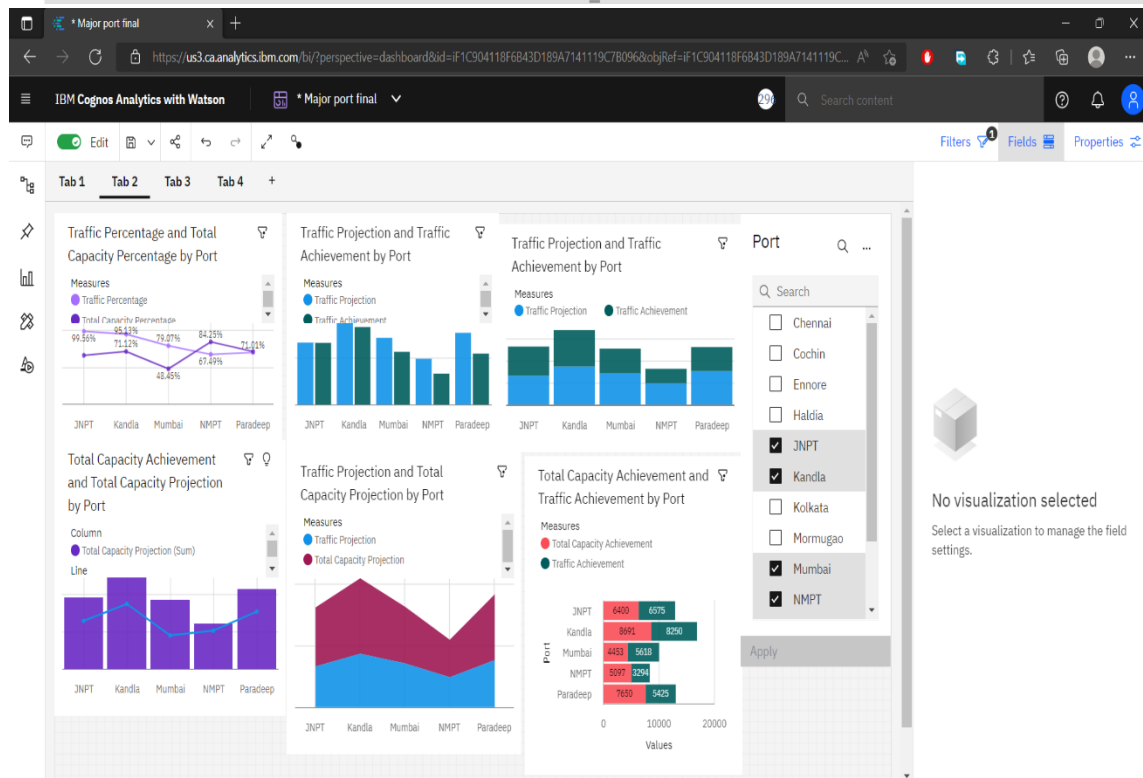 * Major port final
https://us3.ca.analytics.ibm.com/bi/?perspective=dashboard&id=iF1C904118F6B43D189A7141119C7B096&objRef=iF1C904118F6B43D189A7141119C...
IBM Cognos Analytics with Watson
* Major port final
Search content
Edit
Filters
1
Fields
Properties
Tab 1
Tab 2
Tab 3
Tab 4
Traffic Percentage and Total
Capacity Percentage by Port
Measures
Traffic Percentage
Total Capacity Percentage
99.56%
95.13%
71.12%
79.07%
48.45%
84.25%
67.49%
71.01%
JNPT Kandla Mumbai NMPT Paradeep
Traffic Projection and Traffic
Achievement by Port
Measures
Traffic Projection
Traffic Achievement
JNPT Kandla Mumbai NMPT Paradeep
Traffic Projection and Traffic
Achievement by Port
Measures
Traffic Projection Traffic Achievement
JNPT Kandla Mumbai NMPT Paradeep
Port
Search
Chennai
Cochin
Ennore
Haldia
JNPT
Kandla
Kolkata
Mormugao
Mumbai
NMPT
Apply
Total Capacity Achievement
and Total Capacity Projection
by Port
Column
Total Capacity Projection (Sum)
Line
JNPT Kandla Mumbai NMPT Paradeep
Traffic Projection and Total
Capacity Projection by Port
Measures
Traffic Projection
Total Capacity Projection
JNPT Kandla Mumbai NMPT Paradeep
Total Capacity Achievement and
Traffic Achievement by Port
Measures
Total Capacity Achievement
Traffic Achievement
Port
JNPT 6400 6575
Kandla 8691 8250
Mumbai 4453 5618
NMPT 5097 3294
Paradeep 7650 5425
0 10000 20000
Values
No visualization selected
Select a visualization to manage the field
settings.